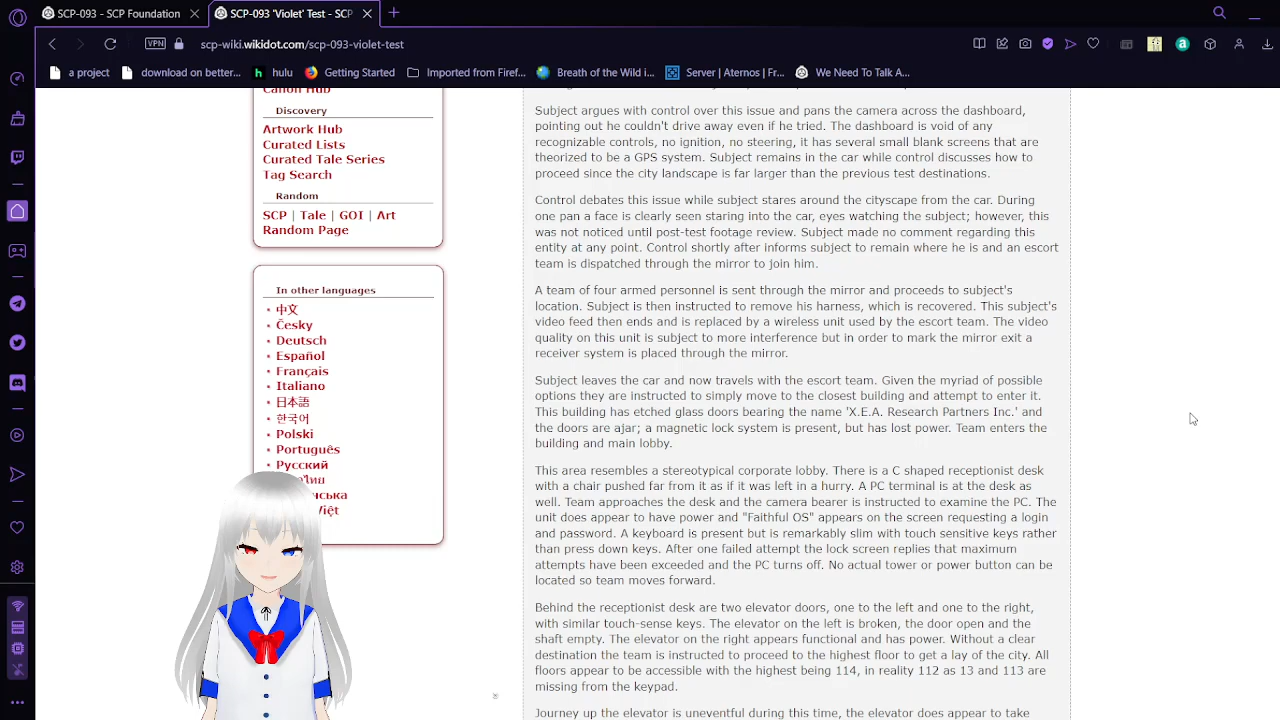 SCP-093 - SCP Foundation
SCP-093 'Violet' Test - SCP
VPN
scp-wiki.wikidot.com/scp-093-violet-test
a project
download on better...
hulu
Getting Started
Imported from Firef...
Breath of the Wild i...
Server | Aternos | Fr...
We Need To Talk A...
Canon Hub
Discovery
Artwork Hub
Curated Lists
Curated Tale Series
Tag Search
Random
SCP | Tale | GOI | Art
Random Page
In other languages
中文
Česky
Deutsch
Español
Français
Italiano
日本語
한국어
Polski
Português
Русский
ไทย
Việt
Subject argues with control over this issue and pans the camera across the dashboard,
pointing out he couldn't drive away even if he tried. The dashboard is void of any
recognizable controls, no ignition, no steering, it has several small blank screens that are
theorized to be a GPS system. Subject remains in the car while control discusses how to
proceed since the city landscape is far larger than the previous test destinations.
Control debates this issue while subject stares around the cityscape from the car. During
one pan a face is clearly seen staring into the car, eyes watching the subject; however, this
was not noticed until post-test footage review. Subject made no comment regarding this
entity at any point. Control shortly after informs subject to remain where he is and an escort
team is dispatched through the mirror to join him.
A team of four armed personnel is sent through the mirror and proceeds to subject's
location. Subject is then instructed to remove his harness, which is recovered. This subject's
video feed then ends and is replaced by a wireless unit used by the escort team. The video
quality on this unit is subject to more interference but in order to mark the mirror exit a
receiver system is placed through the mirror.
Subject leaves the car and now travels with the escort team. Given the myriad of possible
options they are instructed to simply move to the closest building and attempt to enter it.
This building has etched glass doors bearing the name 'X.E.A. Research Partners Inc.' and
the doors are ajar; a magnetic lock system is present, but has lost power. Team enters the
building and main lobby.
This area resembles a stereotypical corporate lobby. There is a C shaped receptionist desk
with a chair pushed far from it as if it was left in a hurry. A PC terminal is at the desk as
well. Team approaches the desk and the camera bearer is instructed to examine the PC. The
unit does appear to have power and "Faithful OS" appears on the screen requesting a login
and password. A keyboard is present but is remarkably slim with touch sensitive keys rather
than press down keys. After one failed attempt the lock screen replies that maximum
attempts have been exceeded and the PC turns off. No actual tower or power button can be
located so team moves forward.
Behind the receptionist desk are two elevator doors, one to the left and one to the right,
with similar touch-sense keys. The elevator on the left is broken, the door open and the
shaft empty. The elevator on the right appears functional and has power. Without a clear
destination the team is instructed to proceed to the highest floor to get a lay of the city. All
floors appear to be accessible with the highest being 114, in reality 112 as 13 and 113 are
missing from the keypad.
Journey up the elevator is uneventful during this time, the elevator does appear to take